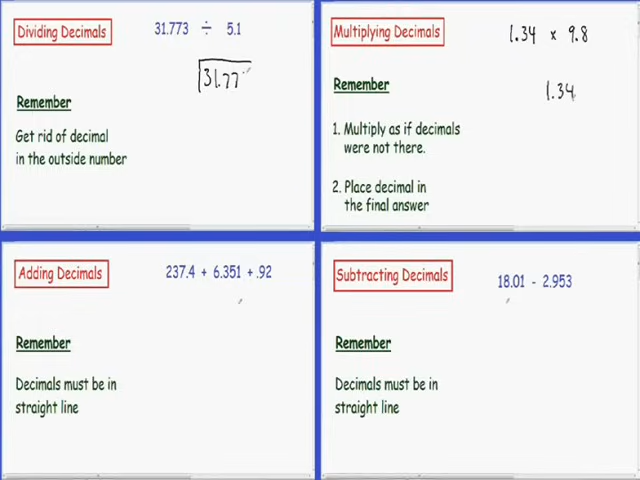 Dividing Decimals
31.773 ÷ 5.1
31.77
Remember
Get rid of decimal
in the outside number
Multiplying Decimals
1.34 x 9.8
1.34
Remember
1. Multiply as if decimals
were not there.
2. Place decimal in
the final answer
Adding Decimals
237.4 + 6.351 + .92
Remember
Decimals must be in
straight line
Subtracting Decimals
18.01 - 2.953
Remember
Decimals must be in
straight line